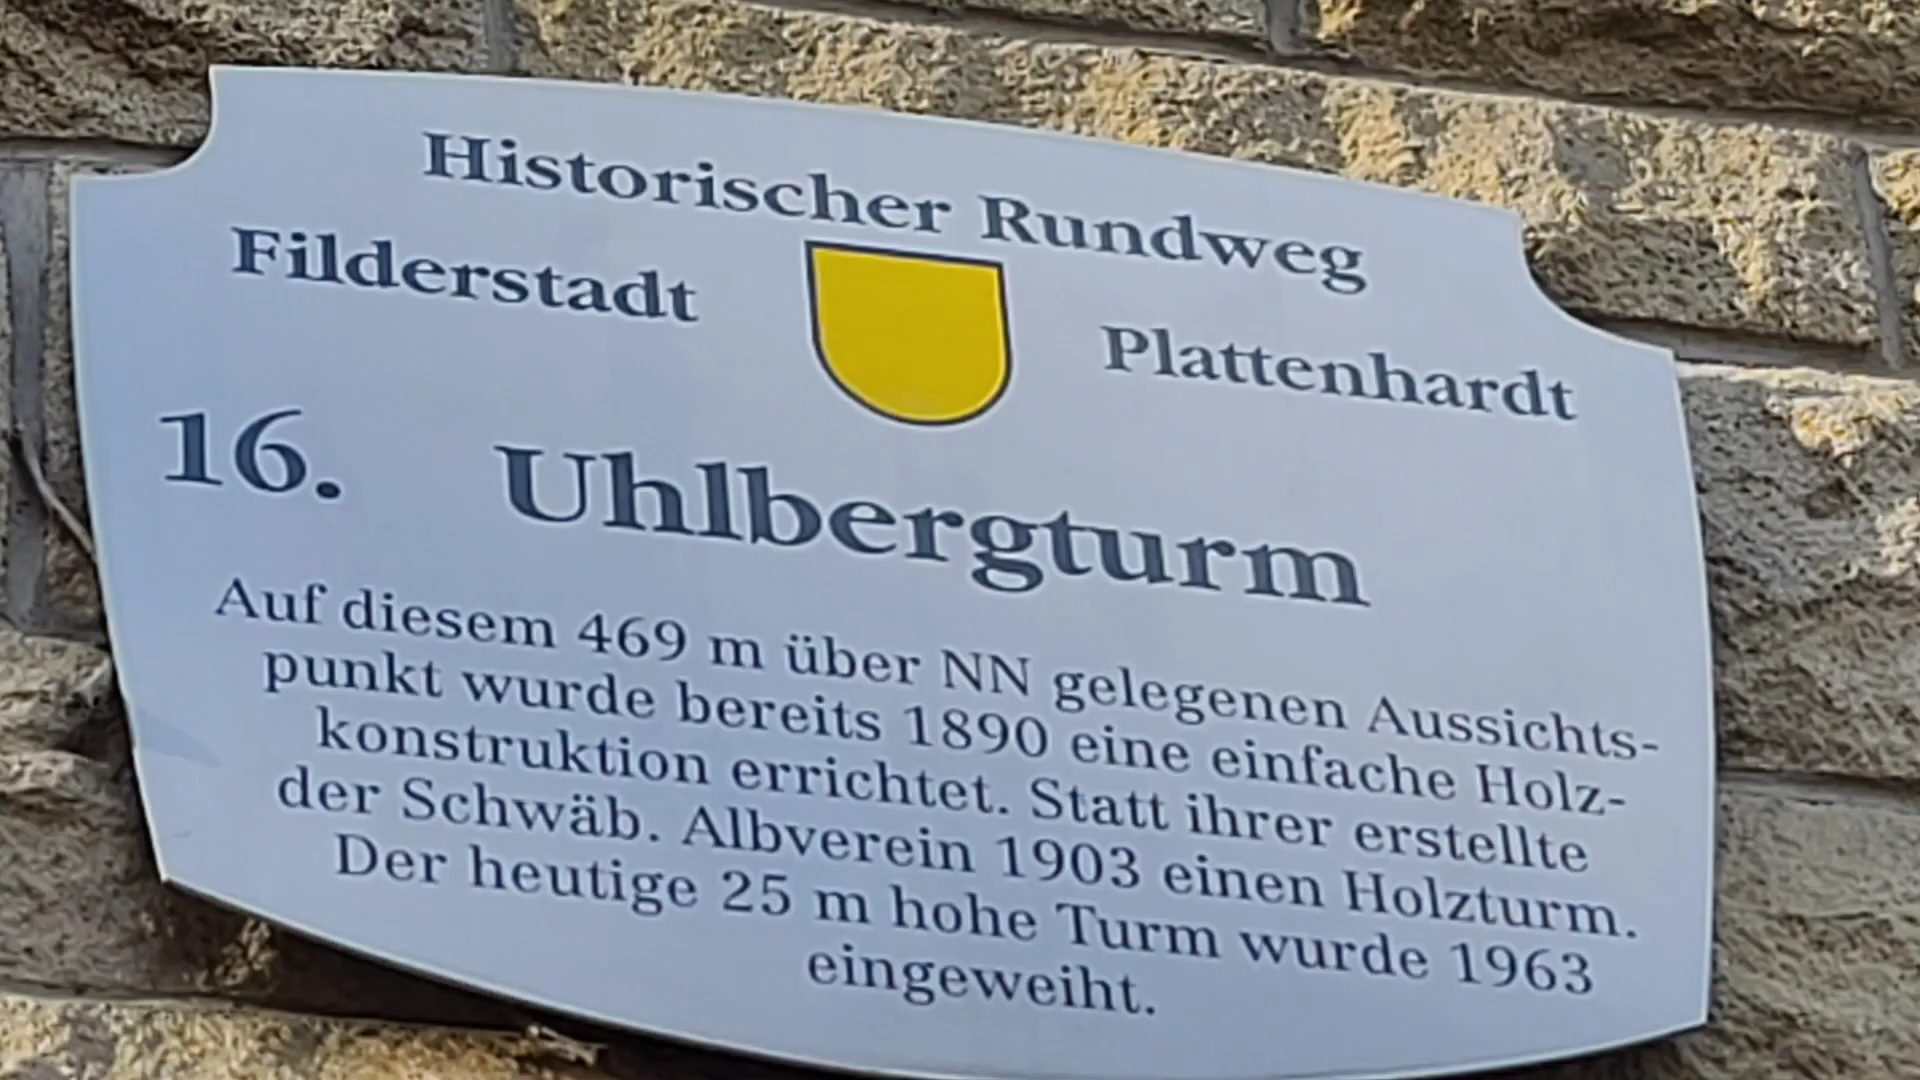 Historischer Rundweg
Filderstadt
Plattenhardt
16. Uhlbergturm
Auf diesem 469 m über NN gelegenen Aussichts-
punkt wurde bereits 1890 eine einfache Holz-
konstruktion errichtet. Statt ihrer erstellte
der Schwäb. Albverein 1903 einen Holzturm.
Der heutige 25 m hohe Turm wurde 1963
eingeweiht.